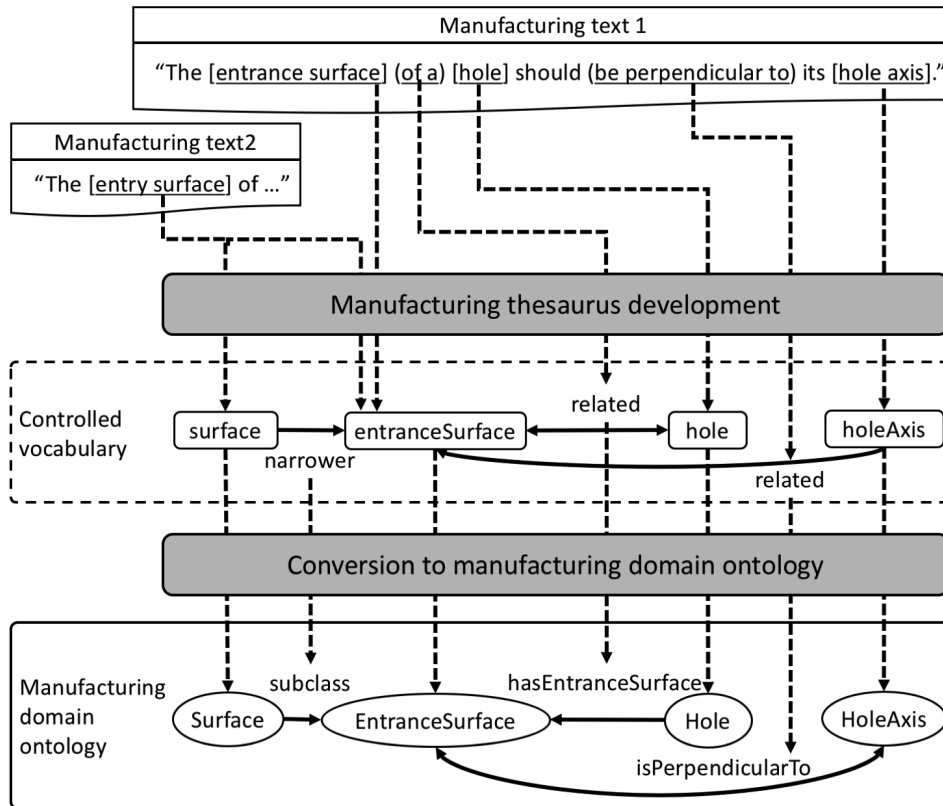 Manufacturing text 1
“The [entrance surface] (of a) [hole] should (be perpendicular to) its [hole axis].”
Manufacturing text2
“The [entry surface] of ...”
Manufacturing thesaurus development
Controlled
vocabulary
surface
entranceSurface
related
hole
holeAxis
narrower
related
Conversion to manufacturing domain ontology
Manufacturing
domain
ontology
subclass
hasEntranceSurface
Surface
EntranceSurface
Hole
HoleAxis
isPerpendicularTo